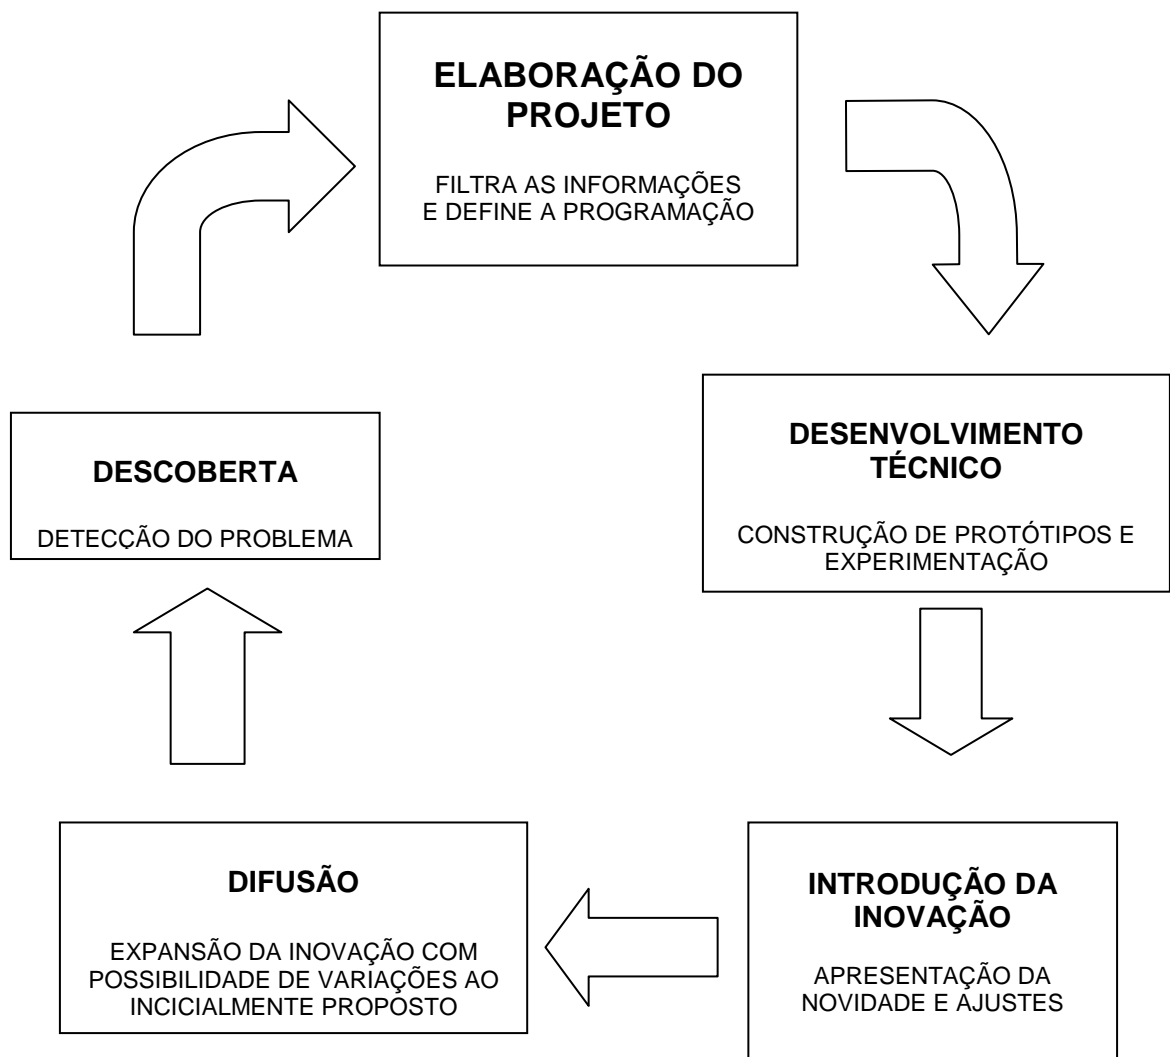 ELABORAÇÃO DO
PROJETO
FILTRA AS INFORMAÇÕES
E DEFINE A PROGRAMAÇÃO
DESENVOLVIMENTO
TÉCNICO
CONSTRUÇÃO DE PROTÓTIPOS E
EXPERIMENTAÇÃO
DESCOBERTA
DETECÇÃO DO PROBLEMA
DIFUSÃO
EXPANSÃO DA INOVAÇÃO COM
POSSIBILIDADE DE VARIAÇÕES AO
INCICIALMENTE PROPOSTO
INTRODUÇÃO DA
INOVAÇÃO
APRESENTAÇÃO DA
NOVIDADE E AJUSTES